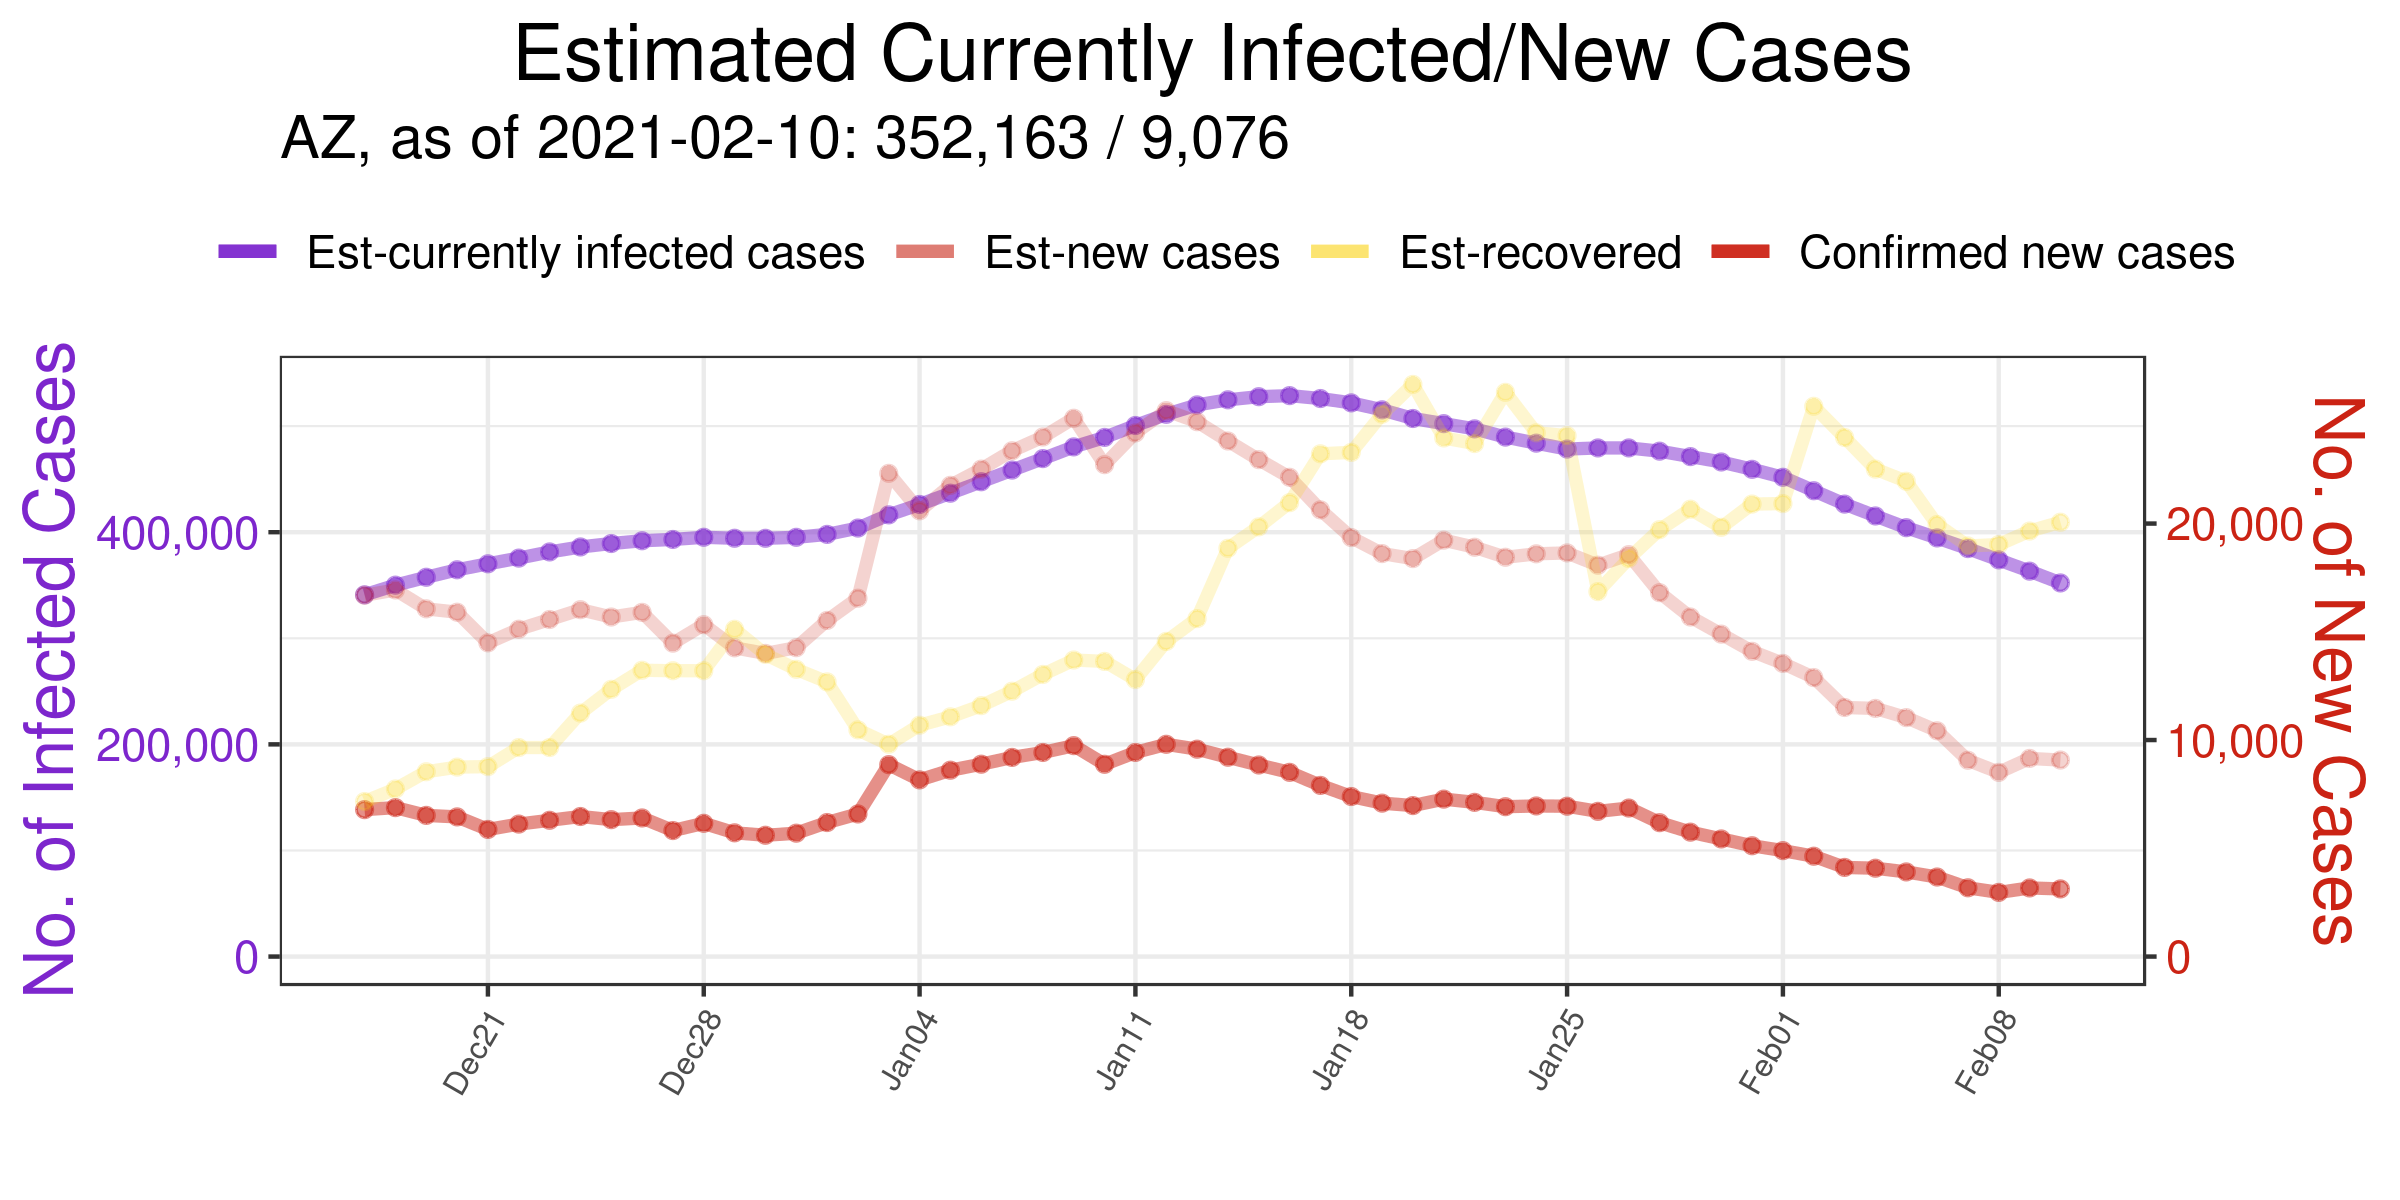 Estimated Currently Infected/New Cases
AZ, as of 2021-02-10: 352,163 / 9,076
Est-currently infected cases Est-new cases Est-recovered Confirmed new cases
No. of Infected Cases
400,000
200,000
0
20,000
10,000
0
No. of New Cases
Dec21 Dec28 Jan04 Jan11 Jan18 Jan25 Feb01 Feb08